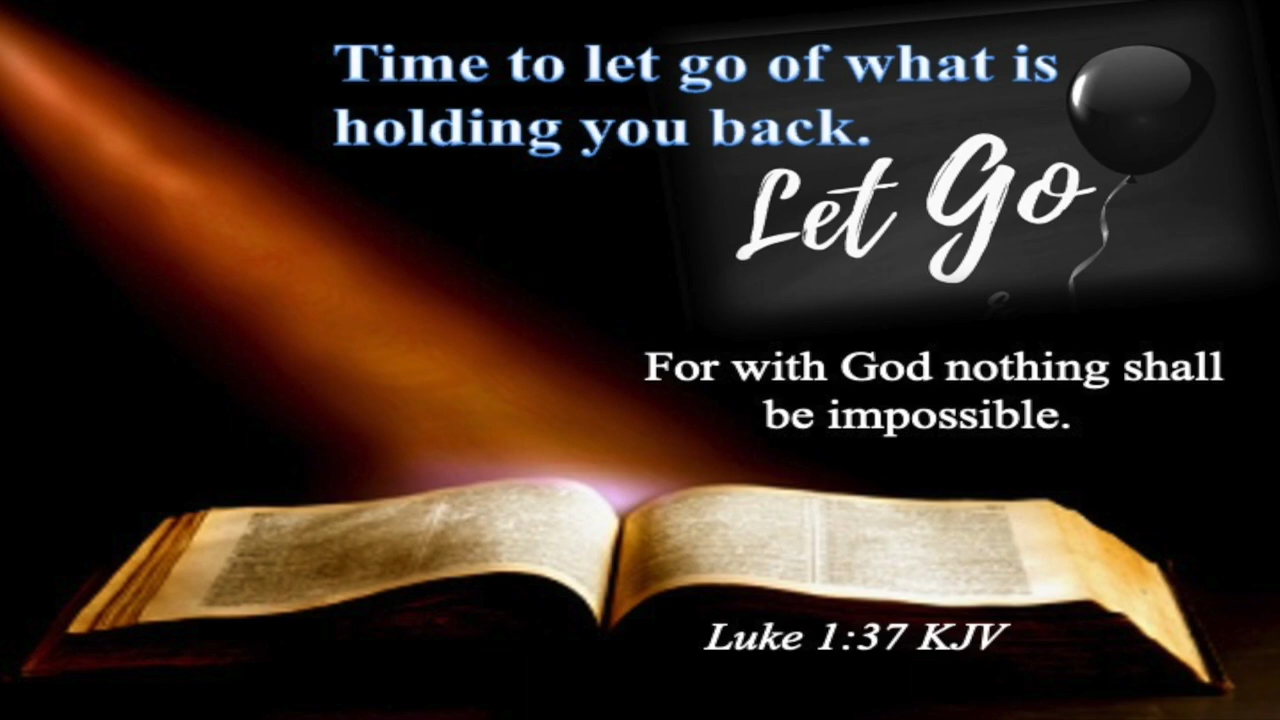 Time to let go of what is
holding you back.
Let Go
For with God nothing shall
be impossible.
Luke 1:37 KJV